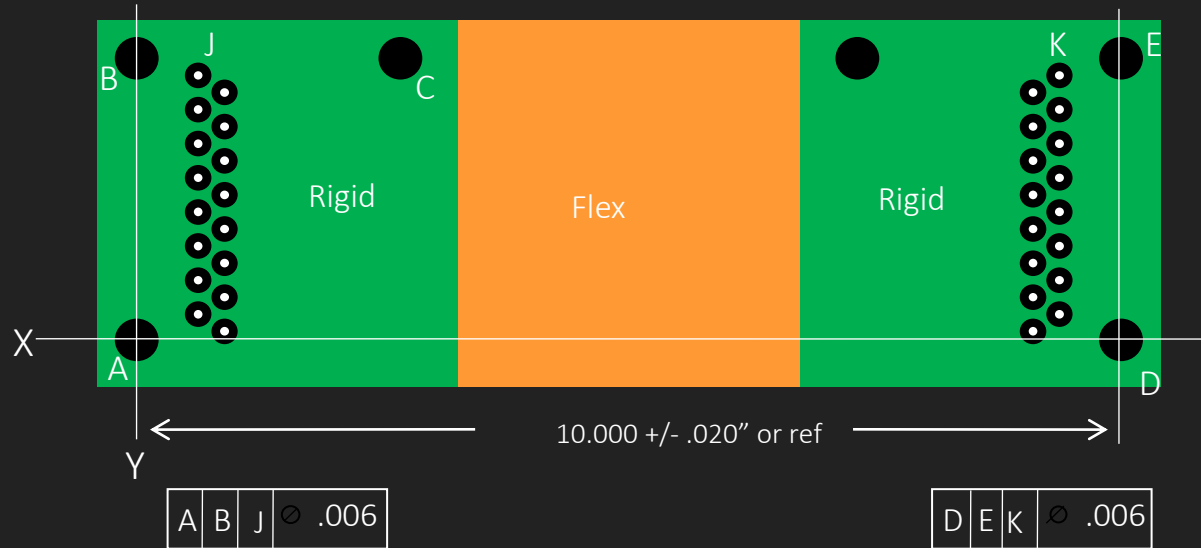 J K E
B
C
Rigid Flex Rigid
X
A
D
10.000 +/- .020” or ref
Y
A B J ∅ .006 D E K ∅ .006